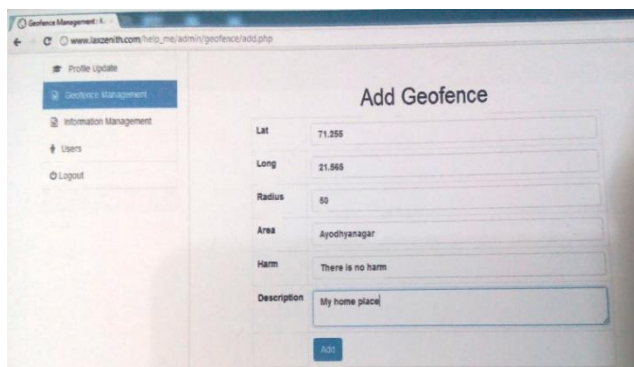 Geofence Management : A
www.laxzenith.com/help_me/admin/geofence/add.php
Profile Update
Geofence Management
Information Management
Users
Logout
Add Geofence
Lat 71.255
Long 21.565
Radius 50
Area Ayodhyanagar
Harm There is no harm
Description My home place
Add